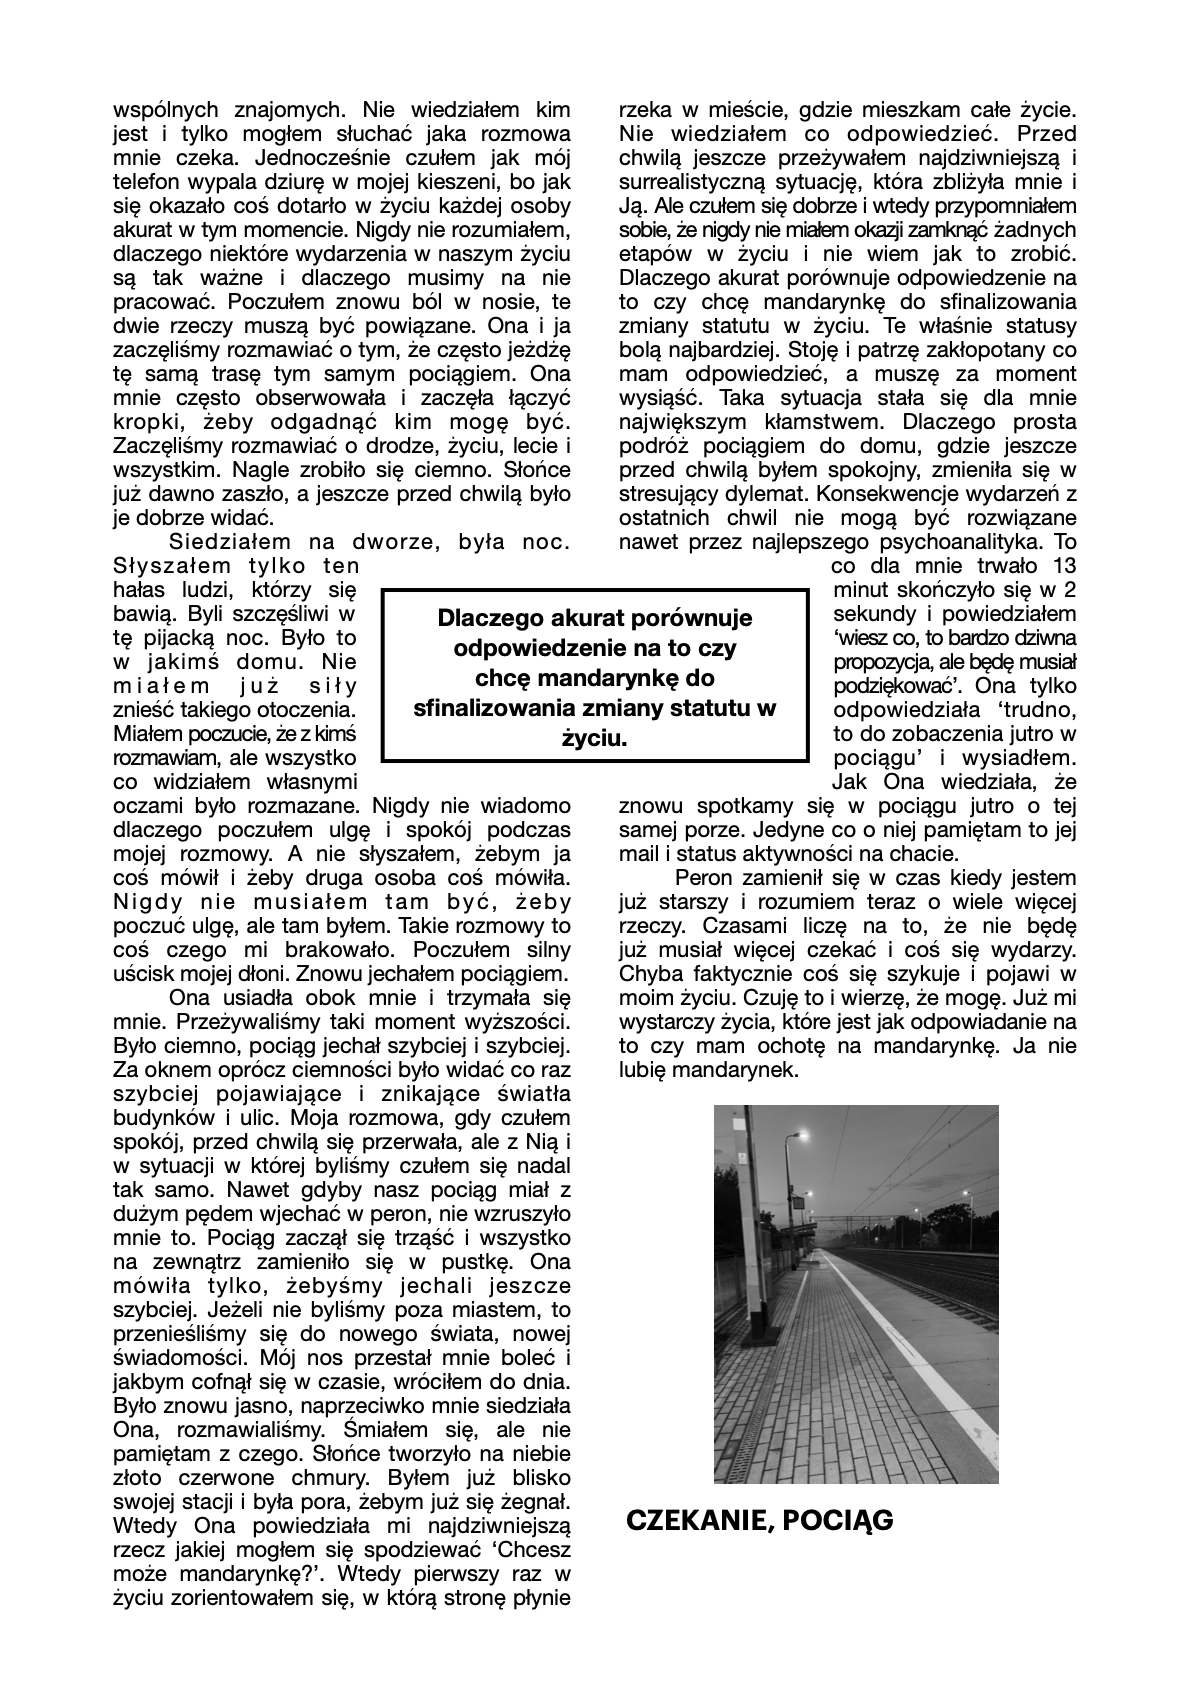 wspólnych znajomych. Nie wiedziałem kim
jest i tylko mogłem słuchać jaka rozmowa
mnie czeka. Jednocześnie czułem jak mój
telefon wypala dziurę w mojej kieszeni, bo jak
się okazało coś dotarło w życiu każdej osoby
akurat w tym momencie. Nigdy nie rozumiałem,
dlaczego niektóre wydarzenia w naszym życiu
są tak ważne i dlaczego musimy na nie
pracować. Poczułem znowu ból w nosie, te
dwie rzeczy muszą być powiązane. Ona i ja
zaczęliśmy rozmawiać o tym, że często jeżdżę
tę samą trasę tym samym pociągiem. Ona
mnie często obserwowała i zaczęła łączyć
kropki, żeby odgadnąć kim mogę być.
Zaczęliśmy rozmawiać o drodze, życiu, lecie i
wszystkim. Nagle zrobiło się ciemno. Słońce
już dawno zaszło, a jeszcze przed chwilą było
je dobrze widać.
Siedziałem na dworze, była noc.
Słyszałem tylko ten
hałas ludzi, którzy się
bawią. Byli szczęśliwi w
tę pijacką noc. Było to
w jakimś domu. Nie
miałem już siły
znieść takiego otoczenia.
Miałem poczucie, że z kimś
rozmawiam, ale wszystko
co widziałem własnymi
oczami było rozmazane. Nigdy nie wiadomo
dlaczego poczułem ulgę i spokój podczas
mojej rozmowy. A nie słyszałem, żebym ja
coś mówił i żeby druga osoba coś mówiła.
Nigdy nie musiałem tam być, żeby
poczuć ulgę, ale tam byłem. Takie rozmowy to
coś czego mi brakowało. Poczułem silny
uścisk mojej dłoni. Znowu jechałem pociągiem.
Ona usiadła obok mnie i trzymała się
mnie. Przeżywaliśmy taki moment wyższości.
Było ciemno, pociąg jechał szybciej i szybciej.
Za oknem oprócz ciemności było widać co raz
szybciej pojawiające i znikające światła
budynków i ulic. Moja rozmowa, gdy czułem
spokój, przed chwilą się przerwała, ale z Nią i
w sytuacji w której byliśmy czułem się nadal
tak samo. Nawet gdyby nasz pociąg miał z
dużym pędem wjechać w peron, nie wzruszyło
mnie to. Pociąg zaczął się trząść i wszystko
na zewnątrz zamieniło się w pustkę. Ona
mówiła tylko, żebyśmy jechali jeszcze
szybciej. Jeżeli nie byliśmy poza miastem, to
przenieśliśmy się do nowego świata, nowej
świadomości. Mój nos przestał mnie boleć i
jakbym cofnął się w czasie, wróciłem do dnia.
Było znowu jasno, naprzeciwko mnie siedziała
Ona, rozmawialiśmy. Śmiałem się, ale nie
pamiętam z czego. Słońce tworzyło na niebie
złoto czerwone chmury. Byłem już blisko
swojej stacji i była pora, żebym już się żegnał.
Wtedy Ona powiedziała mi najdziwniejszą
rzecz jakiej mogłem się spodziewać ‘Chcesz
może mandarynkę?’. Wtedy pierwszy raz w
życiu zorientowałem się, w którą stronę płynie
rzeka w mieście, gdzie mieszkam całe życie.
Nie wiedziałem co odpowiedzieć. Przed
chwilą jeszcze przeżywałem najdziwniejszą i
surrealistyczną sytuację, która zbliżyła mnie i
Ją. Ale czułem się dobrze i wtedy przypomniałem
sobie, że nigdy nie miałem okazji zamknąć żadnych
etapów w życiu i nie wiem jak to zrobić.
Dlaczego akurat porównuje odpowiedzenie na
to czy chcę mandarynkę do sfinalizowania
zmiany statutu w życiu. Te właśnie statusy
bolą najbardziej. Stoję i patrzę zakłopotany co
mam odpowiedzieć, a muszę za moment
wysiąść. Taka sytuacja stała się dla mnie
największym kłamstwem. Dlaczego prosta
podróż pociągiem do domu, gdzie jeszcze
przed chwilą byłem spokojny, zmieniła się w
stresujący dylemat. Konsekwencje wydarzeń z
ostatnich chwil nie mogą być rozwiązane
nawet przez najlepszego psychoanalityka. To
co dla mnie trwało 13
minut skończyło się w 2
sekundy i powiedziałem
‘wiesz co, to bardzo dziwna
propozycja, ale będę musiał
podziękować’. Ona tylko
odpowiedziała ‘trudno,
to do zobaczenia jutro w
pociągu’ i wysiadłem.
Jak Ona wiedziała, że
znowu spotkamy się w pociągu jutro o tej
samej porze. Jedyne co o niej pamiętam to jej
mail i status aktywności na chacie.
Peron zamienił się w czas kiedy jestem
już starszy i rozumiem teraz o wiele więcej
rzeczy. Czasami liczę na to, że nie będę
już musiał więcej czekać i coś się wydarzy.
Chyba faktycznie coś się szykuje i pojawi w
moim życiu. Czuję to i wierzę, że mogę. Już mi
wystarczy życia, które jest jak odpowiadanie na
to czy mam ochotę na mandarynkę. Ja nie
lubię mandarynek.
Dlaczego akurat porównuje
odpowiedzenie na to czy
chcę mandarynkę do
sfinalizowania zmiany statutu w
życiu.
CZEKANIE, POCIĄG